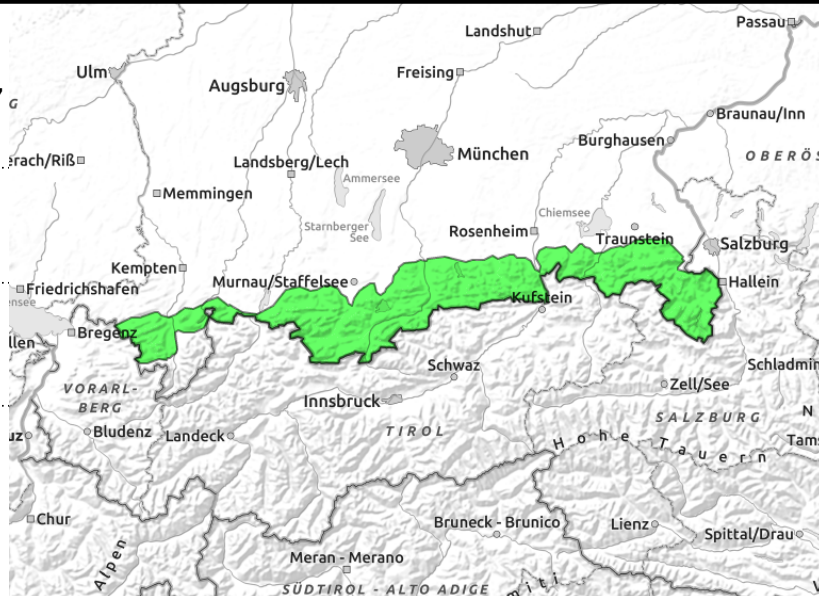 Passau
Landshut
Ulm
Freising
Augsburg
G
Braunau/Inn
Burghausen
München
OBERÖS
erach/Riß
Landsberg/Lech
Ammersee
Memmingen
Chiemsee
Starnberger
See
Rosenheim
Traunstein
Salzburg
Kempten
Murnau/Staffelsee
Hallein
Friedrichshafen
ensee
Kufstein
Bregenz
llen
Schwaz
Schladmin
VORARL-
BERG
Zell/See
Innsbruck
SALZBURG
N
uz
Bludenz
Landeck
TIROL
Hohe Tauern
Tams
Chur
Bruneck - Brunico
Lienz
Spittal/Drau
Alpen
Meran - Merano
miti
SÜDTIROL - ALTO ADIGE